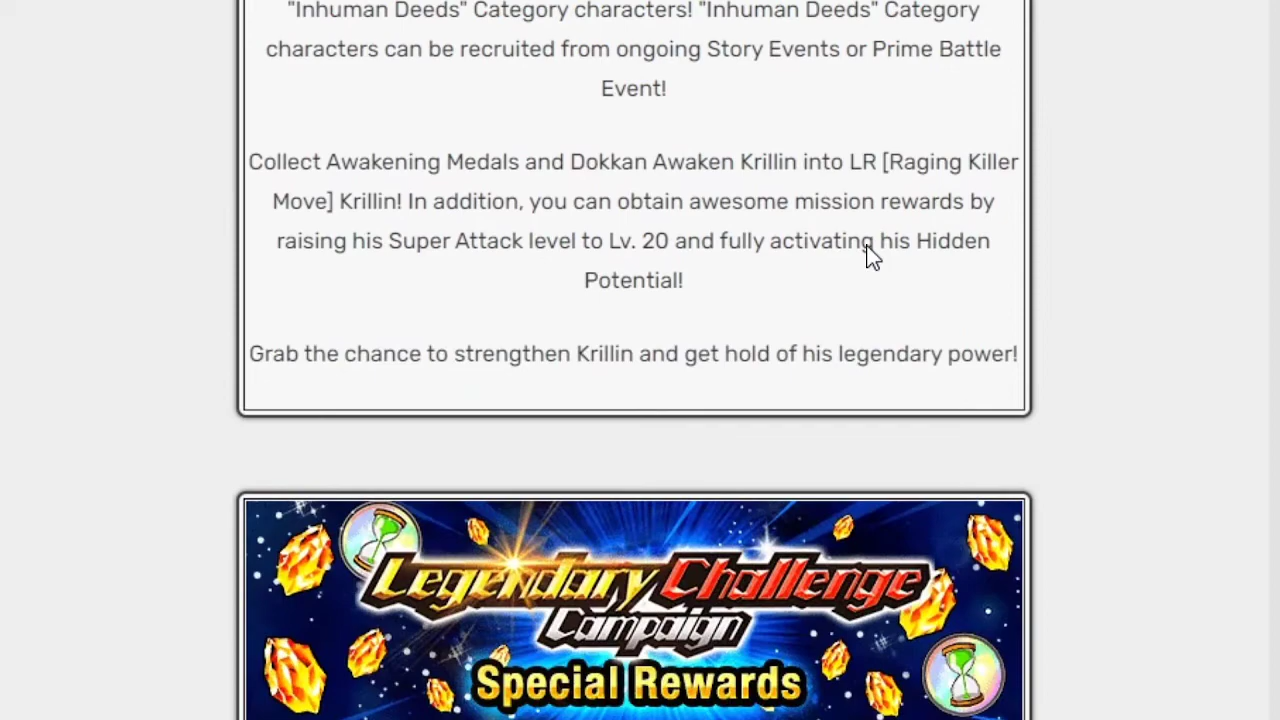 "Inhuman Deeds" Category characters! "Inhuman Deeds" Category
characters can be recruited from ongoing Story Events or Prime Battle
Event!
Collect Awakening Medals and Dokkan Awaken Krillin into LR [Raging Killer
Move] Krillin! In addition, you can obtain awesome mission rewards by
raising his Super Attack level to Lv. 20 and fully activating his Hidden
Potential!
Grab the chance to strengthen Krillin and get hold of his legendary power!
Legendary Challenge
Campaign
Special Rewards